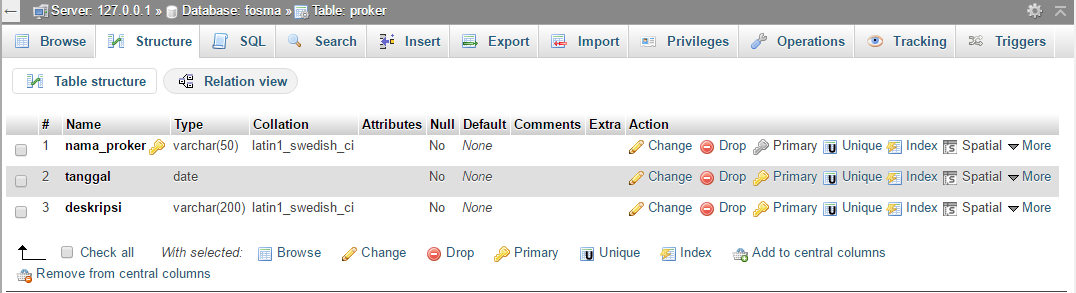 Server: 127.0.0.1 » Database: fosma » Table: proker
Browse Structure SQL Search Insert Export Import Privileges Operations Tracking Triggers
Table structure Relation view
# Name Type Collation Attributes Null Default Comments Extra Action
1 nama_proker varchar(50) latin1_swedish_ci No None Change Drop Primary Unique Index Spatial More
2 tanggal date No None Change Drop Primary Unique Index Spatial More
3 deskripsi varchar(200) latin1_swedish_ci No None Change Drop Primary Unique Index Spatial More
Check all With selected: Browse Change Drop Primary Unique Index Add to central columns
Remove from central columns